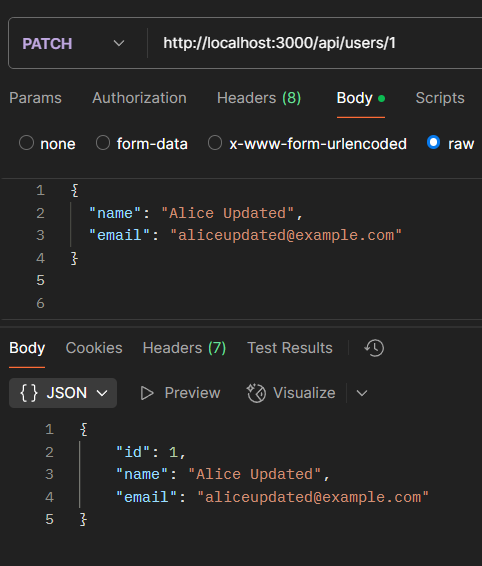 PATCH http://localhost:3000/api/users/1
Params Authorization Headers (8) Body Scripts
none form-data x-www-form-urlencoded raw
1 {
2 "name": "Alice Updated",
3 "email": "aliceupdated@example.com"
4 }
5
6
Body Cookies Headers (7) Test Results
{} JSON Preview Visualize
1 {
2 "id": 1,
3 "name": "Alice Updated",
4 "email": "aliceupdated@example.com"
5 }